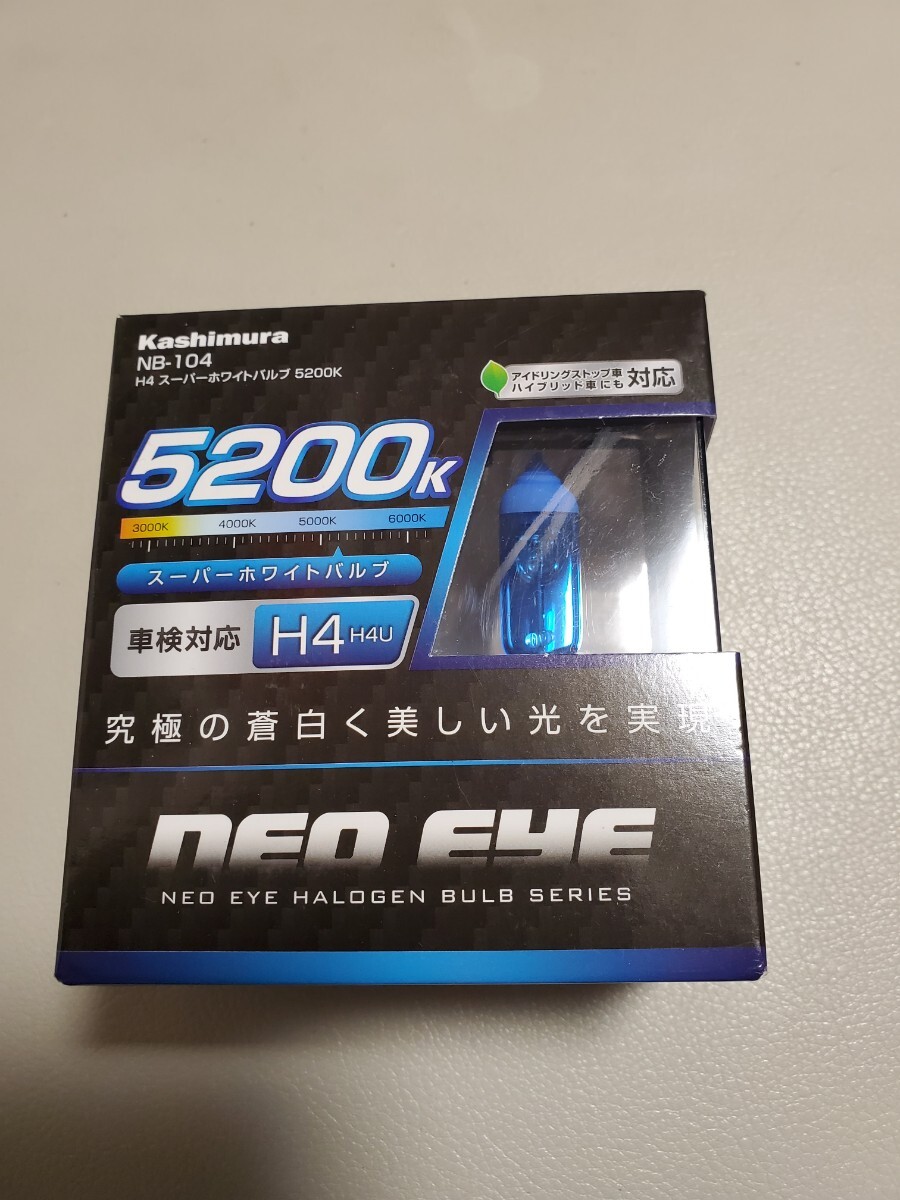 Kashimura
NB-104
H4 スーパーホワイトバルブ 5200K
アイドリングストップ車
ハイブリッド車にも 対応
5200K
3000K 4000K 5000K 6000K
スーパーホワイトバルブ
車検対応 H4 H4U
究極の蒼白く美しい光を実現
NEO EYE
NEO EYE HALOGEN BULB SERIES